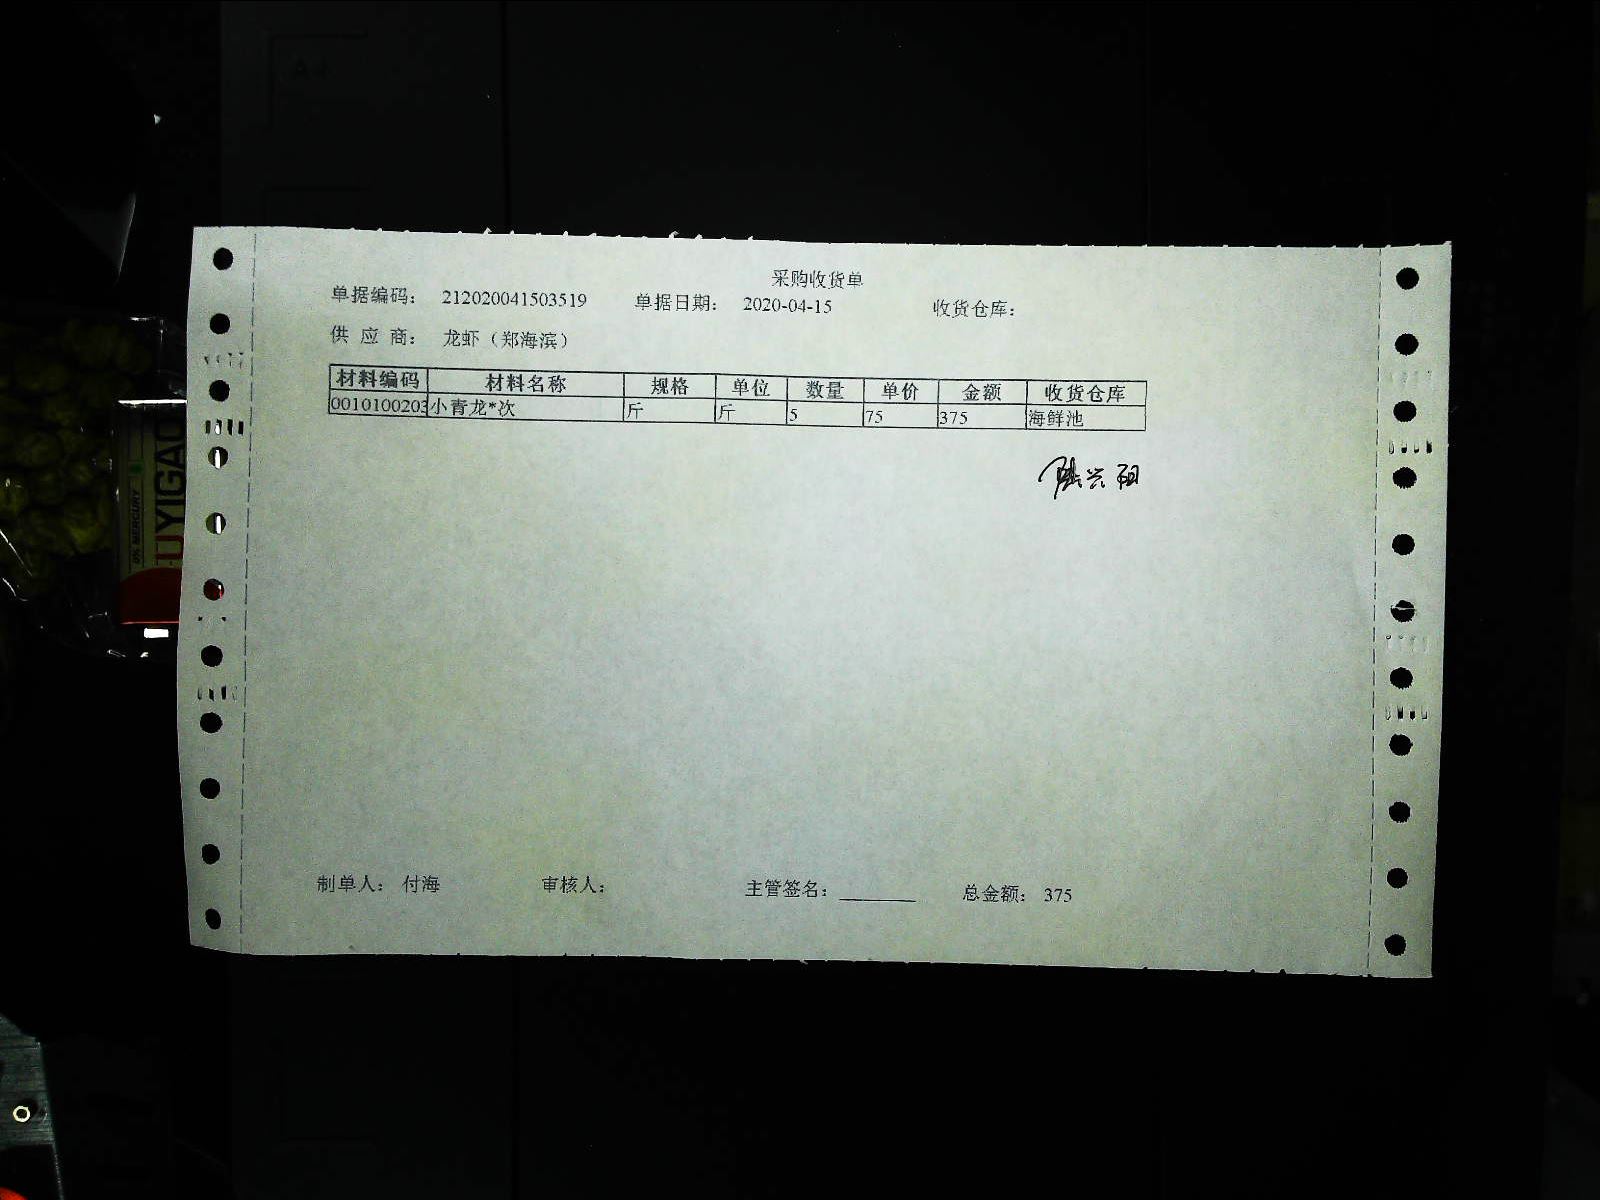 采购收货单
单据编码： 212020041503519 单据日期： 2020-04-15 收货仓库：
供 应 商： 龙虾（郑海滨）
材料编码 材料名称 规格 单位 数量 单价 金额 收货仓库
0010100203 小青龙*次 斤 斤 5 75 375 海鲜池
制单人： 付海 审核人： 主管签名： 总金额： 375
0% MERCURY
UYIGAO